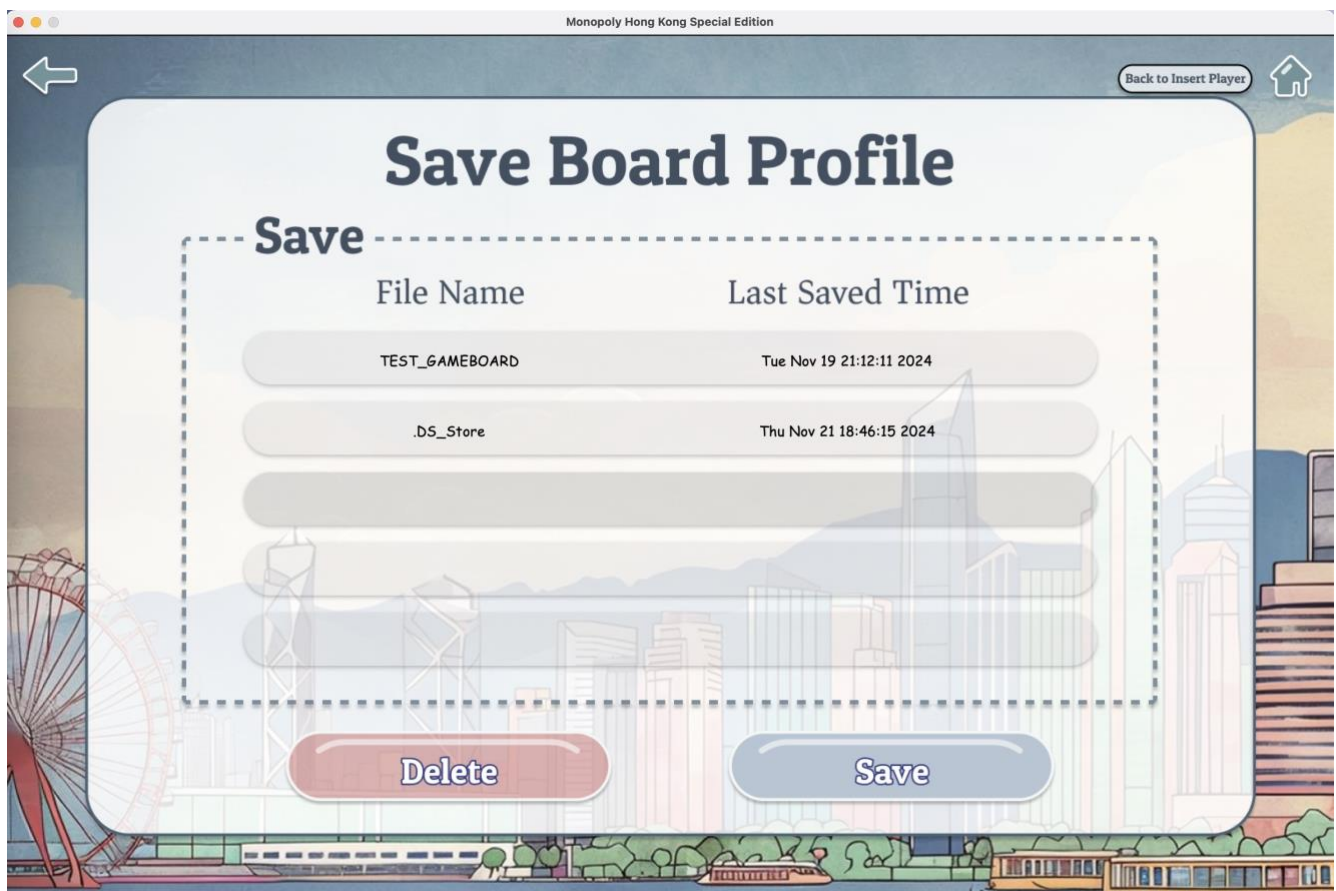 Monopoly Hong Kong Special Edition
Back to Insert Player
Save Board Profile
Save
File Name Last Saved Time
TEST_GAMEBOARD Tue Nov 19 21:12:11 2024
.DS_Store Thu Nov 21 18:46:15 2024
Delete Save